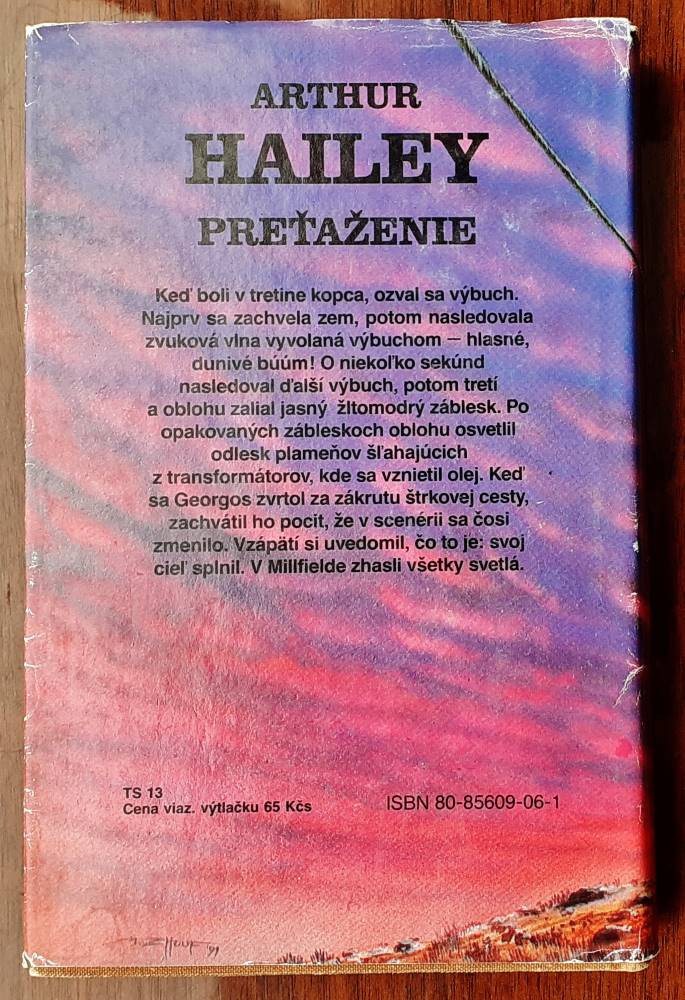 ARTHUR
HAILEY
PREŤAŽENIE
Keď boli v tretine kopca, ozval sa výbuch.
Najprv sa zachvela zem, potom nasledovala
zvuková vlna vyvolaná výbuchom — hlasné,
dunivé búúm! O niekoľko sekúnd
nasledoval ďalší výbuch, potom tretí
a oblohu zalial jasný žltomodrý záblesk. Po
opakovaných zábleskoch oblohu osvetlil
odlesk plameňov šľahajúcich
z transformátorov, kde sa vznietil olej. Keď
sa Georgos zvrtol za zákrutu štrkovej cesty,
zachvátil ho pocit, že v scenérii sa čosi
zmenilo. Vzápätí si uvedomil, čo to je: svoj
cieľ splnil. V Millfielde zhasli všetky svetlá.
TS 13
Cena viaz. výtlačku 65 Kčs
ISBN 80-85609-06-1